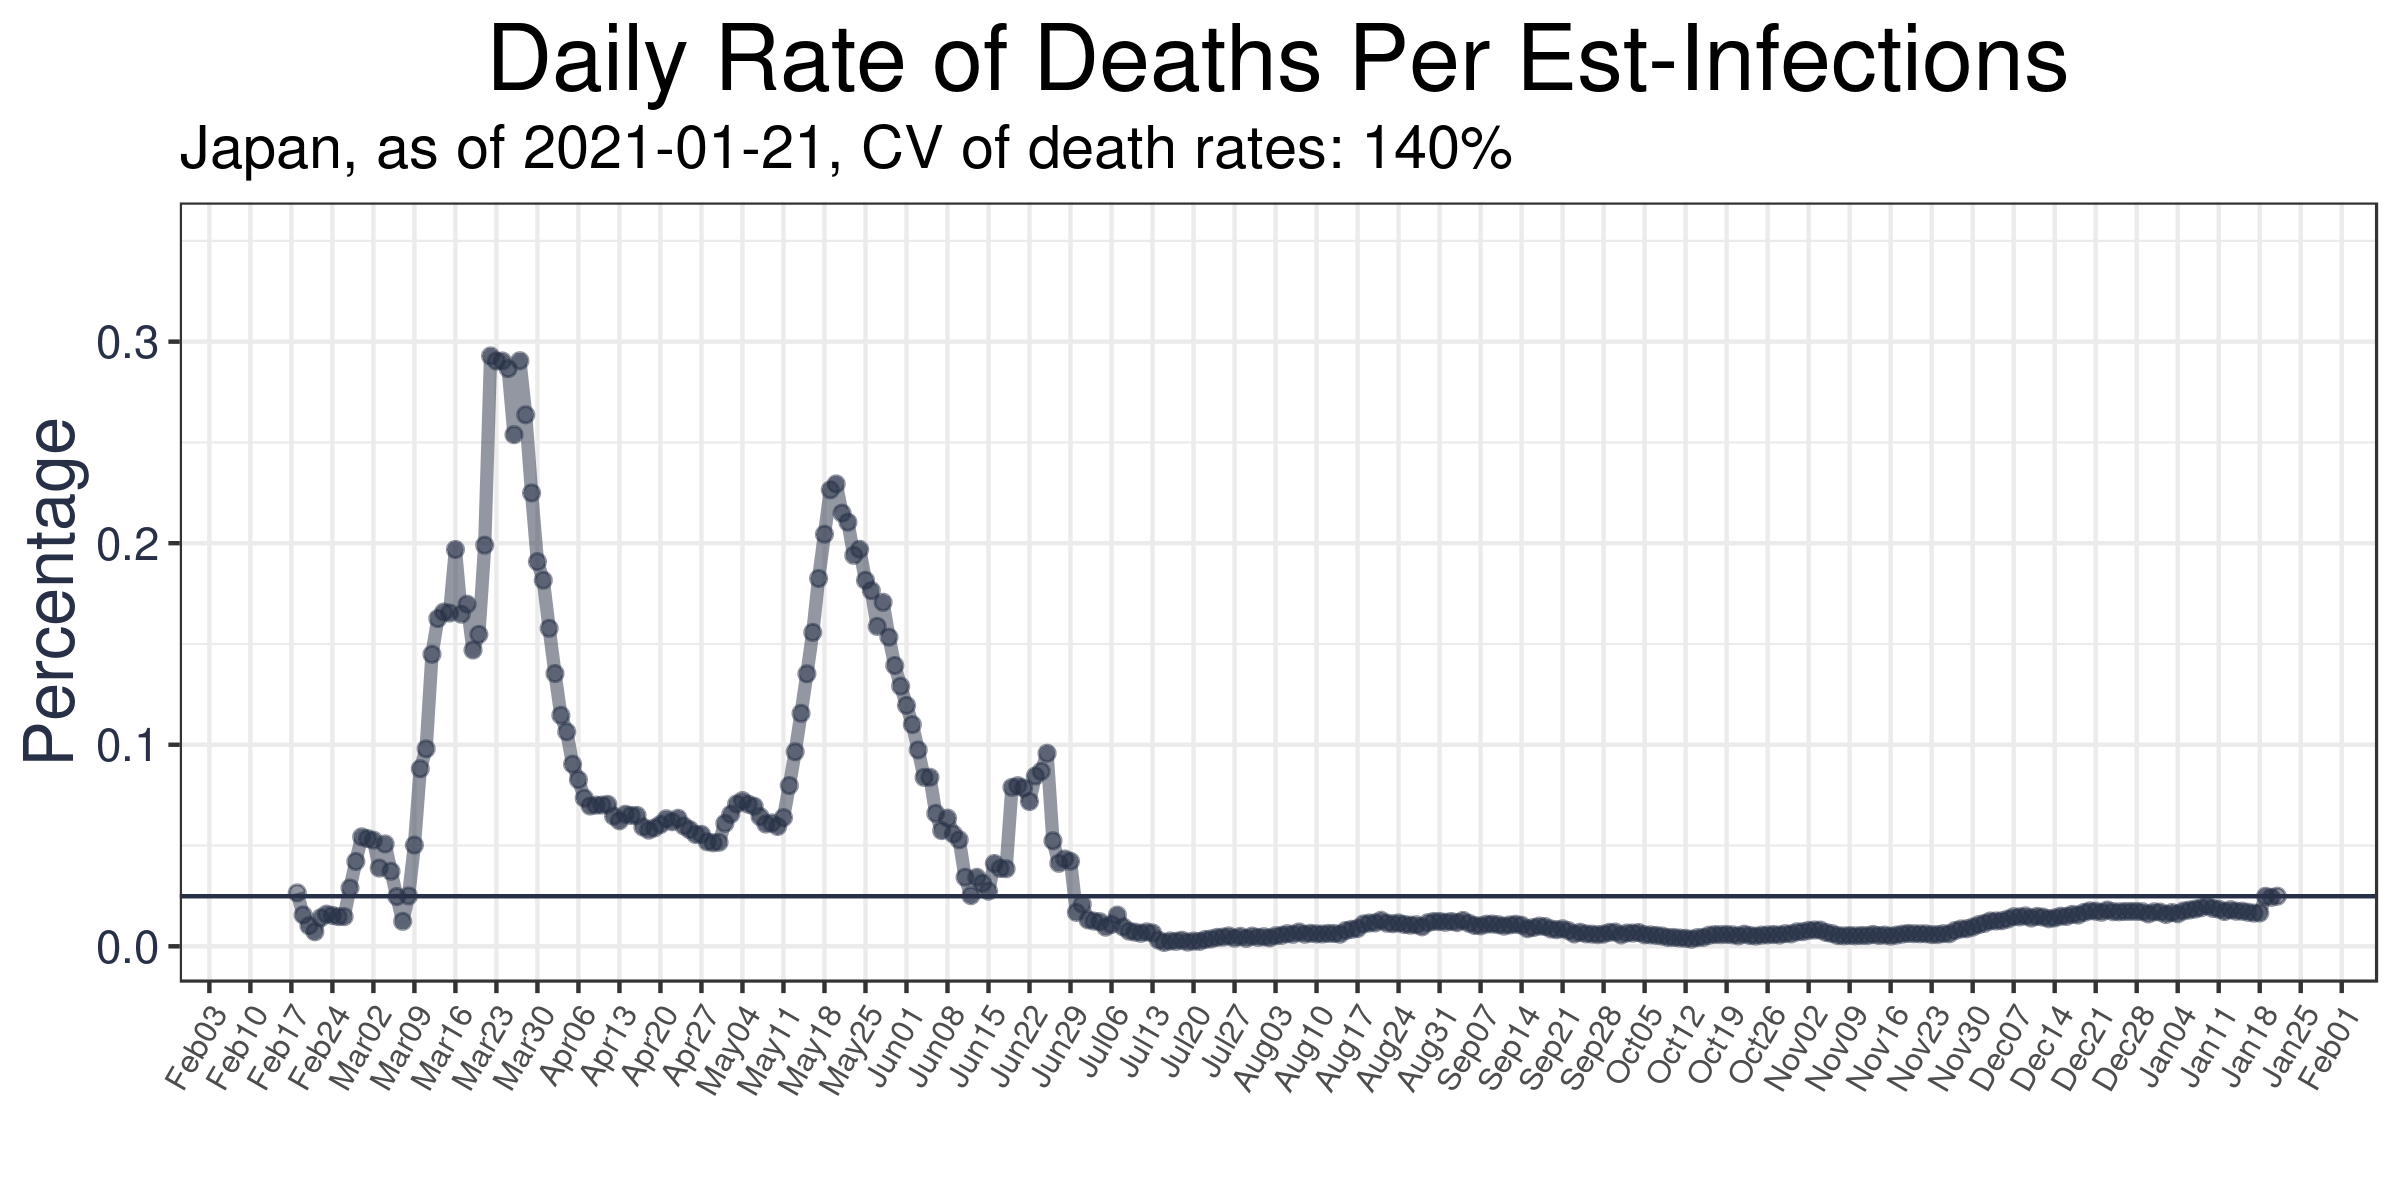 Daily Rate of Deaths Per Est-Infections
Japan, as of 2021-01-21, CV of death rates: 140%
Percentage
0.3
0.2
0.1
0.0
Feb03
Feb10
Feb17
Feb24
Mar02
Mar09
Mar16
Mar23
Mar30
Apr06
Apr13
Apr20
Apr27
May04
May11
May18
May25
Jun01
Jun08
Jun15
Jun22
Jun29
Jul06
Jul13
Jul20
Jul27
Aug03
Aug10
Aug17
Aug24
Aug31
Sep07
Sep14
Sep21
Sep28
Oct05
Oct12
Oct19
Oct26
Nov02
Nov09
Nov16
Nov23
Nov30
Dec07
Dec14
Dec21
Dec28
Jan04
Jan11
Jan18
Jan25
Feb01